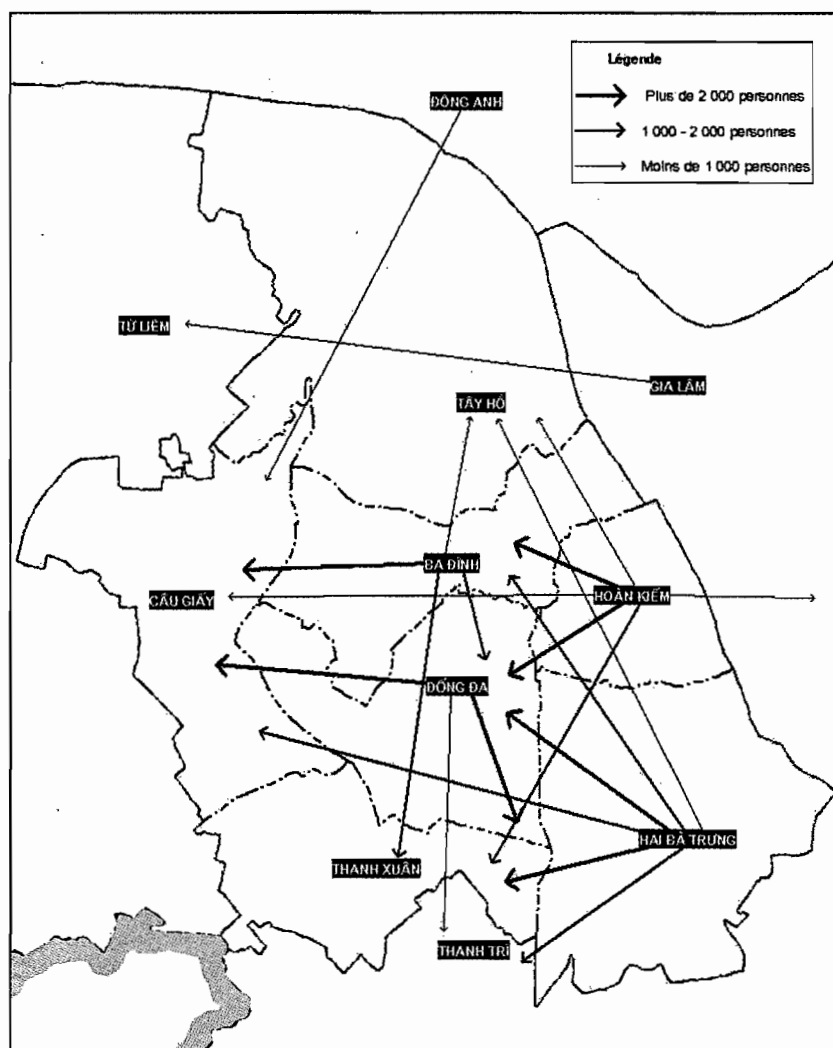 Légende
Plus de 2 000 personnes
1 000 - 2 000 personnes
Moins de 1 000 personnes
ĐÔNG ANH
TỪ LIÊM
GIA LÂM
TÂY HỒ
BA ĐÌNH
CẦU GIẤY
HOÀN KIẾM
ĐỐNG ĐA
HAI BÀ TRƯNG
THANH XUÂN
THANH TRÌ